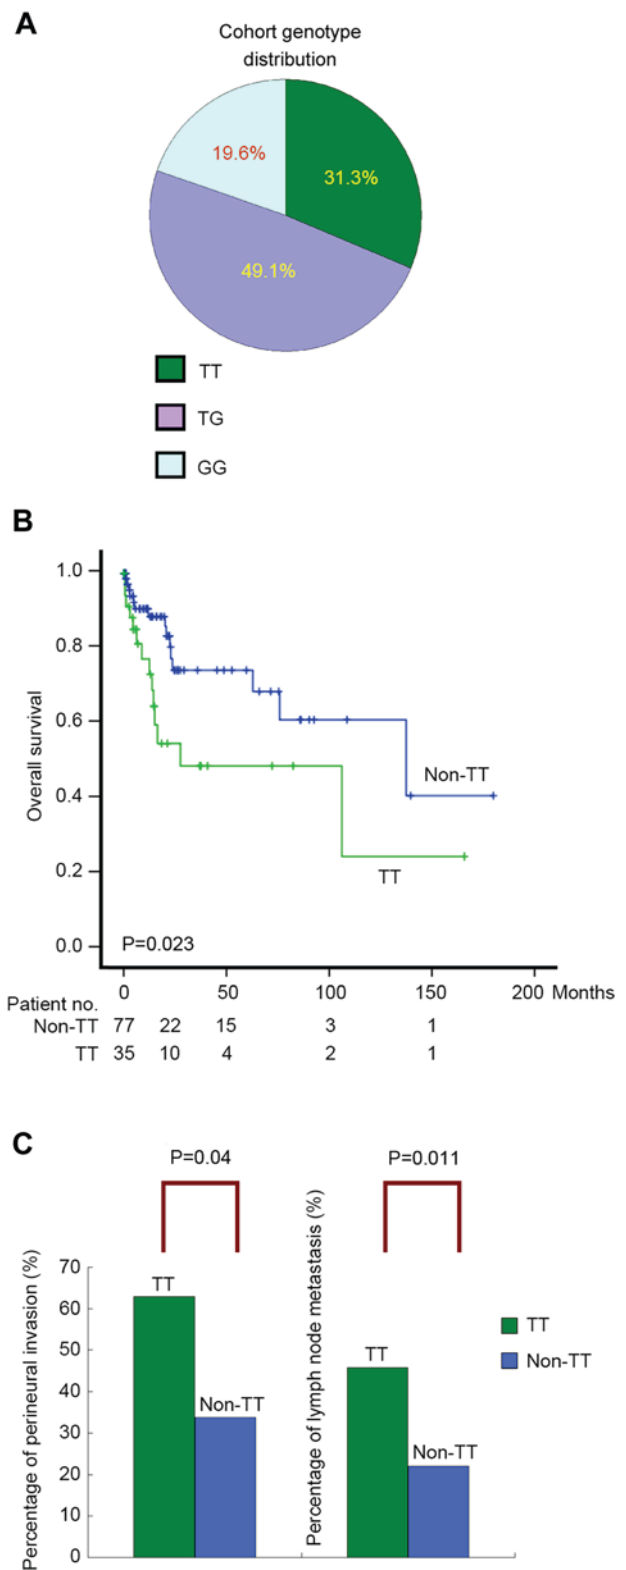 A
Cohort genotype
distribution
19.6%
31.3%
49.1%
TT
TG
GG
B
Overall survival
1.0
0.8
0.6
0.4
0.2
0.0
Non-TT
TT
P=0.023
0 50 100 150 200 Months
Patient no.
Non-TT 77 22 15 3 1
TT 35 10 4 2 1
C
P=0.04
P=0.011
Percentage of perineural invasion (%)
70
60
50
40
30
20
10
0
TT
Non-TT
Percentage of lymph node metastasis (%)
TT
Non-TT
TT
Non-TT